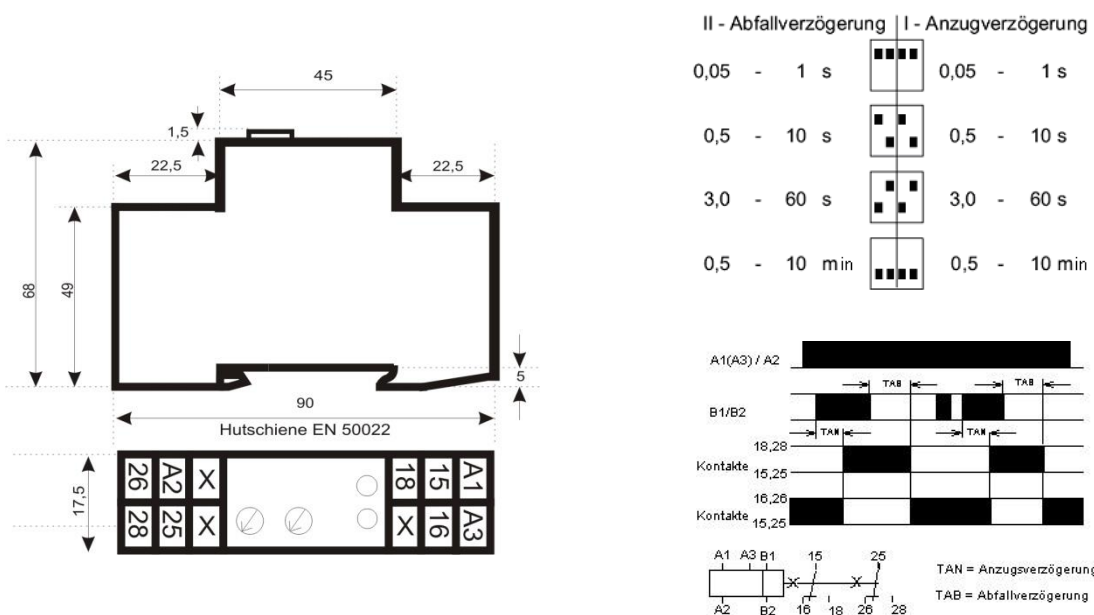 45
1,5
22,5
22,5
68
49
5
90
Hutschiene EN 50022
17,5
26 A2 X 18 15 A1
28 25 X X 16 A3
II - Abfallverzögerung I - Anzugverzögerung
0,05 - 1 s 0,05 - 1 s
0,5 - 10 s 0,5 - 10 s
3,0 - 60 s 3,0 - 60 s
0,5 - 10 min 0,5 - 10 min
A1(A3) / A2
TAB TAB
B1/B2
TAN TAN
18,28
Kontakte
15,25
16,26
Kontakte
15,25
A1 A3 B1 15 25
TAN = Anzugsverzögerung
TAB = Abfallverzögerung
A2 B2 16 18 26 28